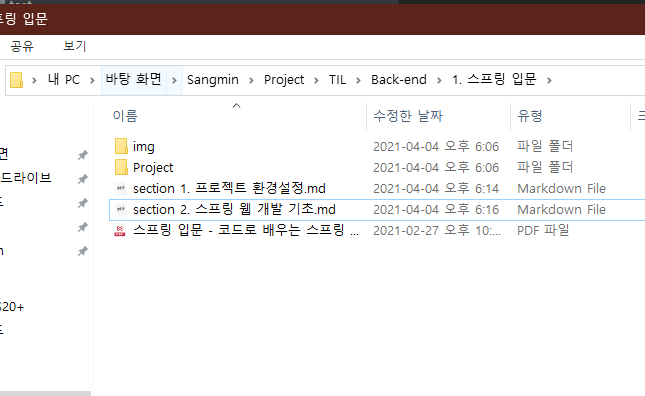 스프링 입문
공유 보기
내 PC > 바탕 화면 > Sangmin > Project > TIL > Back-end > 1. 스프링 입문 >
이름 수정한 날짜 유형
img 2021-04-04 오후 6:06 파일 폴더
Project 2021-04-04 오후 6:06 파일 폴더
드라이브
section 1. 프로젝트 환경설정.md 2021-04-04 오후 6:14 Markdown File
section 2. 스프링 웹 개발 기초.md 2021-04-04 오후 6:16 Markdown File
스프링 입문 - 코드로 배우는 스프링 ... 2021-02-27 오후 10:... PDF 파일
S20+